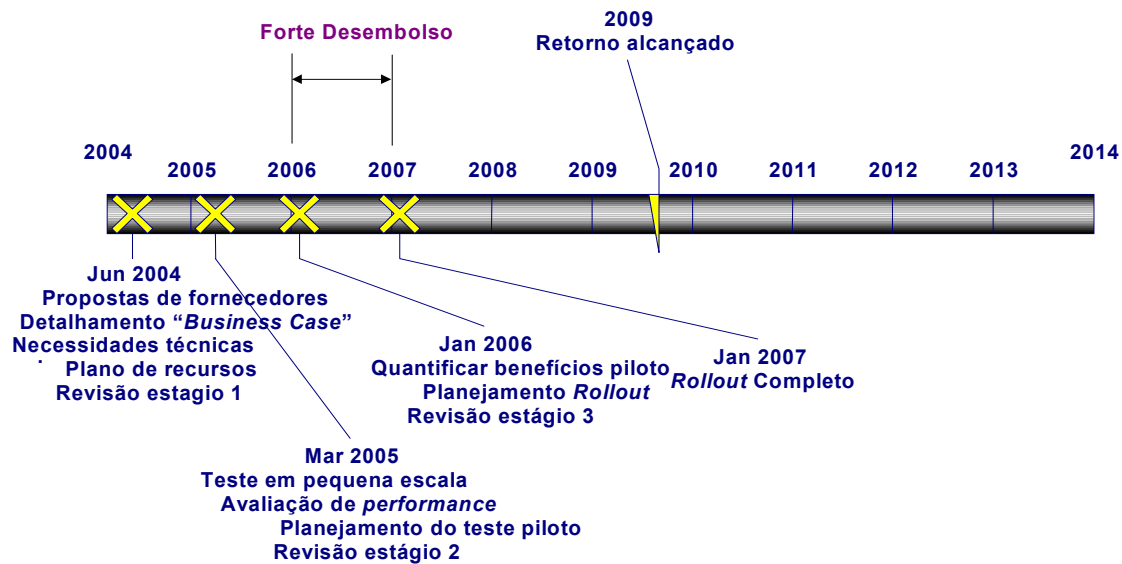 2009
Retorno alcançado
Forte Desembolso
2004
2005
2006
2007
2008
2009
2010
2011
2012
2013
2014
Jun 2004
Propostas de fornecedores
Detalhamento “Business Case”
Necessidades técnicas
Plano de recursos
Revisão estagio 1
Mar 2005
Teste em pequena escala
Avaliação de performance
Planejamento do teste piloto
Revisão estágio 2
Jan 2006
Quantificar benefícios piloto
Planejamento Rollout
Revisão estágio 3
Jan 2007
Rollout Completo